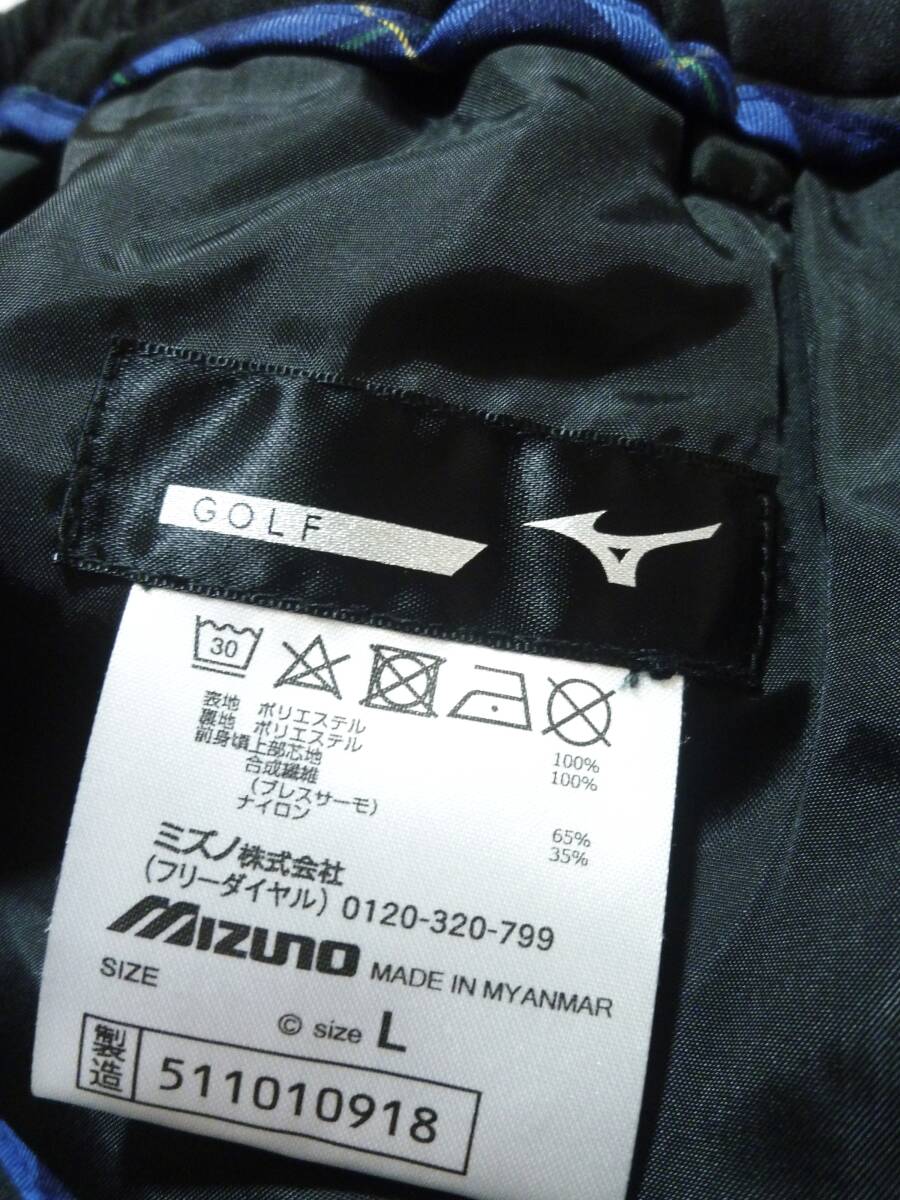 GOLF
30
表地 ポリエステル 100%
裏地 ポリエステル 100%
前身頃上部芯地
合成繊維
(ブレスサーモ) 65%
ナイロン 35%
ミズノ株式会社
(フリーダイヤル) 0120-320-799
MIZUNO MADE IN MYANMAR
SIZE
© size L
製造 511010918